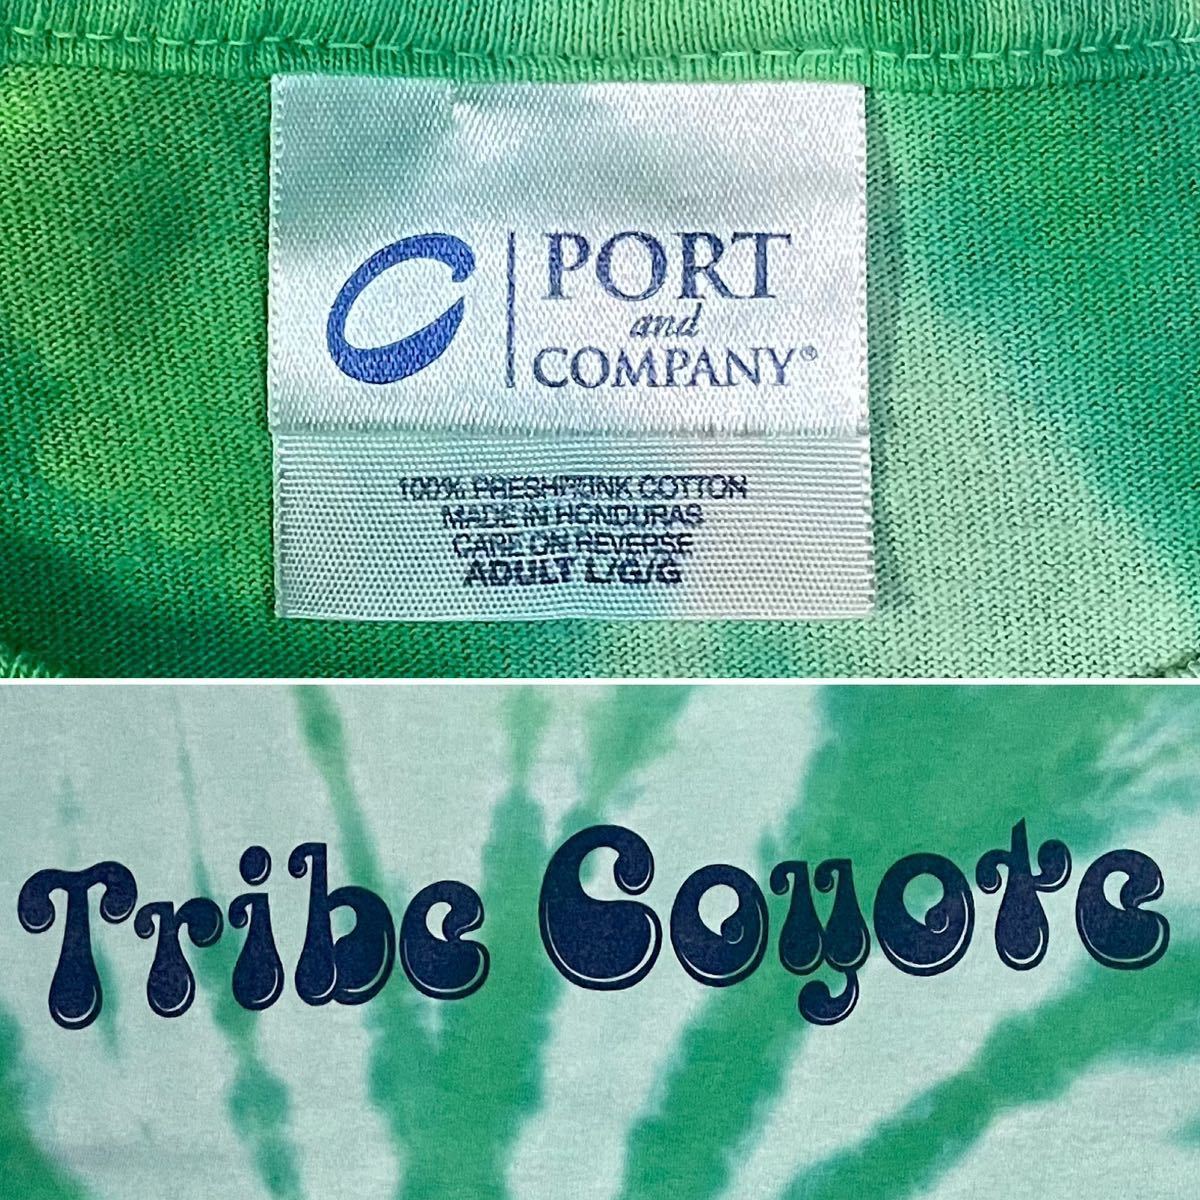 PORT
and
COMPANY®
100% PRESHRUNK COTTON
MADE IN HONDURAS
CARE ON REVERSE
ADULT L/G/G
Tribe Coyote